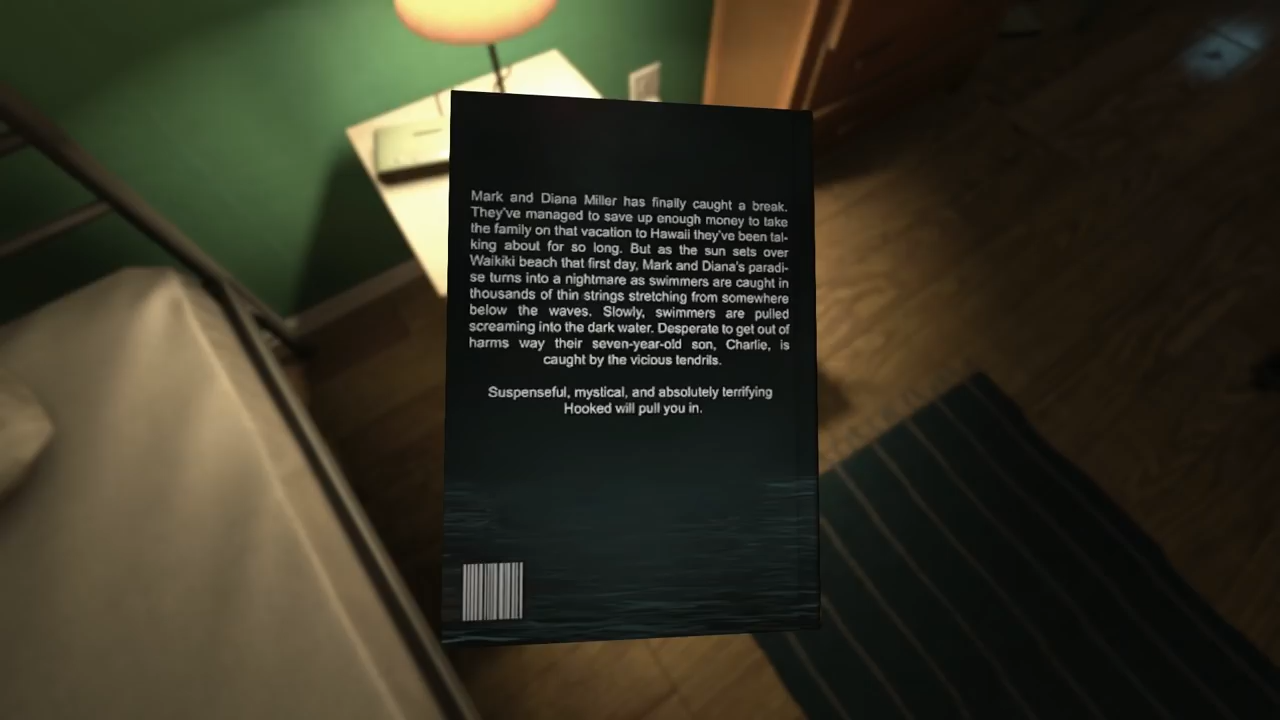 Mark and Diana Miller has finally caught a break.
They've managed to save up enough money to take
the family on that vacation to Hawaii they've been tal-
king about for so long. But as the sun sets over
Waikiki beach that first day, Mark and Diana's paradi-
se turns into a nightmare as swimmers are caught in
thousands of thin strings stretching from somewhere
below the waves. Slowly, swimmers are pulled
screaming into the dark water. Desperate to get out of
harms way their seven-year-old son, Charlie, is
caught by the vicious tendrils.
Suspenseful, mystical, and absolutely terrifying
Hooked will pull you in.